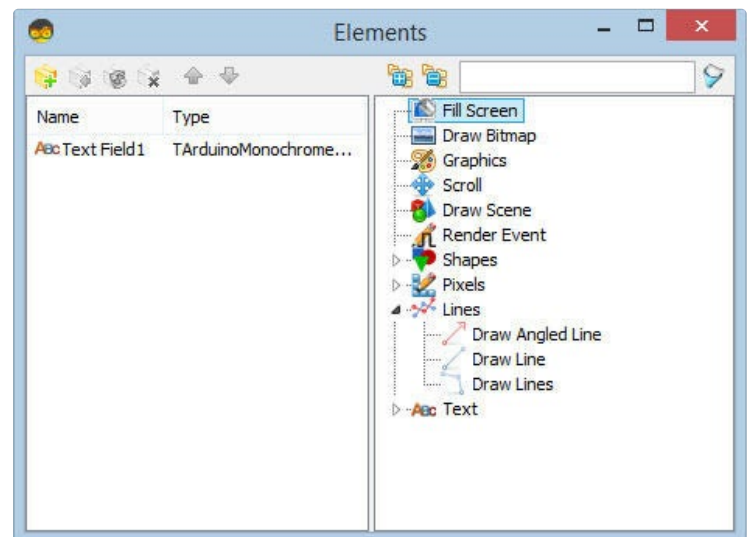 Elements
Name Type
Text Field1 TArduinoMonochrome...
Fill Screen
Draw Bitmap
Graphics
Scroll
Draw Scene
Render Event
Shapes
Pixels
Lines
Draw Angled Line
Draw Line
Draw Lines
Abc Text